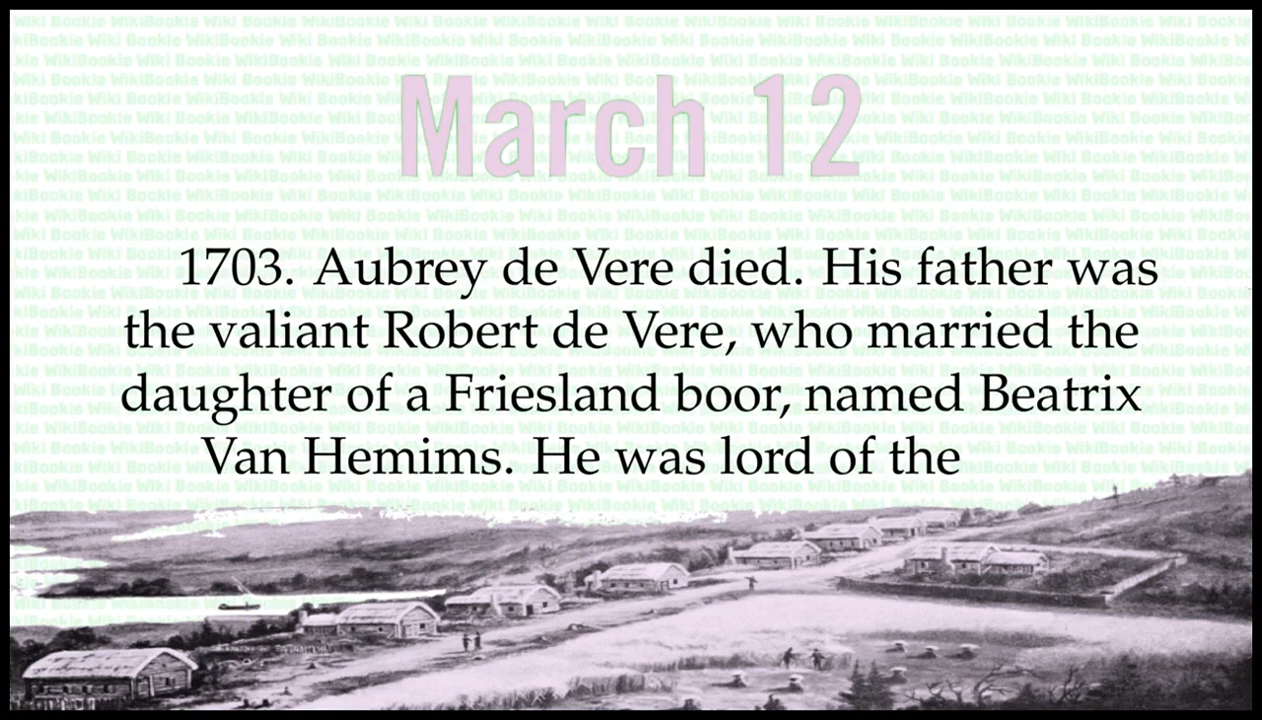 March 12
1703. Aubrey de Vere died. His father was
the valiant Robert de Vere, who married the
daughter of a Friesland boor, named Beatrix
Van Hemims. He was lord of the